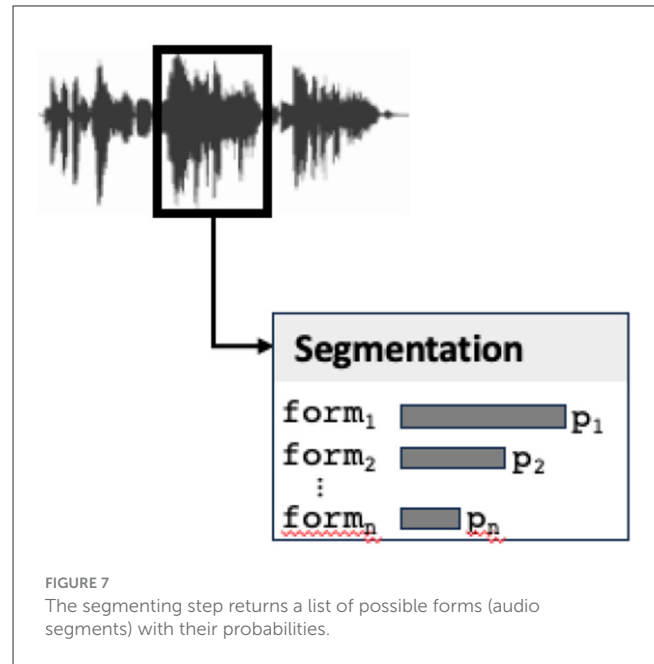 Segmentation
form₁ p₁
form₂ p₂
⋮
formₙ pₙ
FIGURE 7
The segmenting step returns a list of possible forms (audio
segments) with their probabilities.